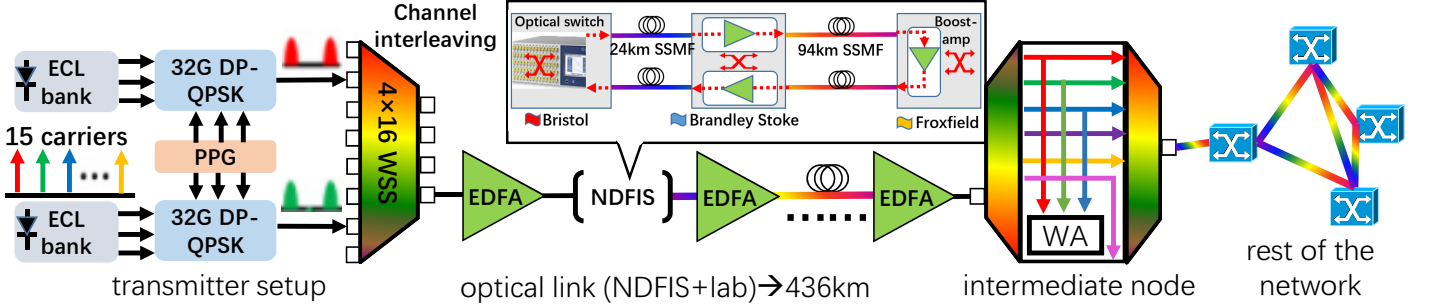 Channel
interleaving
ECL
bank
32G DP-
QPSK
15 carriers
PPG
ECL
bank
32G DP-
QPSK
transmitter setup
4×16 WSS
Optical switch
24km SSMF
94km SSMF
Boost-
amp
Bristol
Brandley Stoke
Froxfield
EDFA
NDFIS
EDFA
EDFA
optical link (NDFIS+lab)→436km
WA
intermediate node
rest of the
network